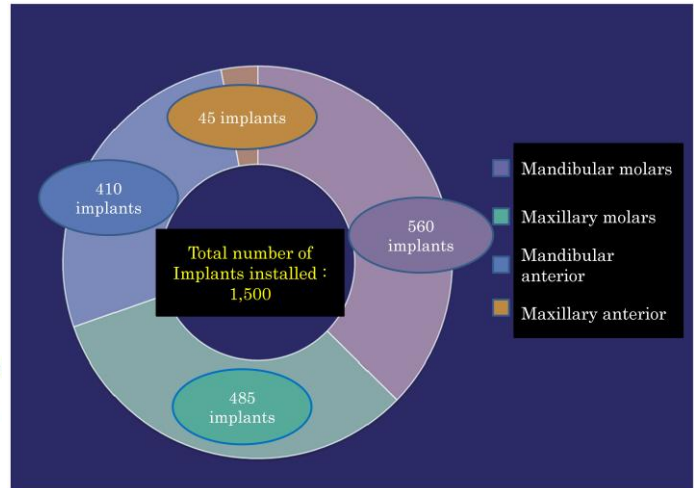 45 implants
410
implants
560
implants
485
implants
Total number of
Implants installed :
1,500
Mandibular molars
Maxillary molars
Mandibular
anterior
Maxillary anterior